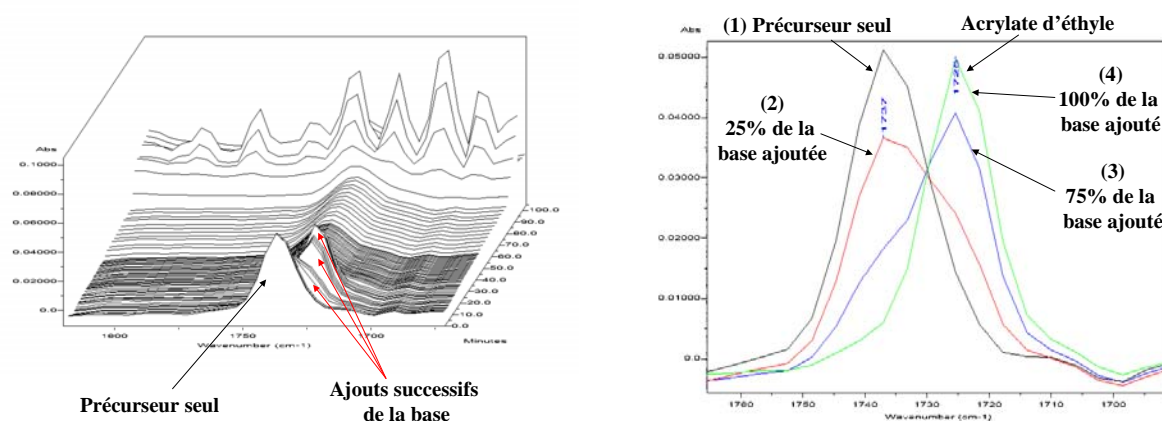 Abs
0.1000
0.08000
0.06000
0.04000
0.02000
0.0
1800
1750
1700
Wavenumber (cm-1)
100.0
90.0
80.0
70.0
60.0
50.0
40.0
30.0
20.0
10.0
0.0
Minutes
Précurseur seul
Ajouts successifs
de la base
(1) Précurseur seul
Acrylate d'éthyle
Abs
0.05000
0.04000
0.03000
0.02000
0.01000
0.0
1737
(2)
25% de la
base ajoutée
(4)
100% de la
base ajouté
(3)
75% de la
base ajouté
1760
1750
1740
1730
1720
1710
1700
Wavenumber (cm-1)